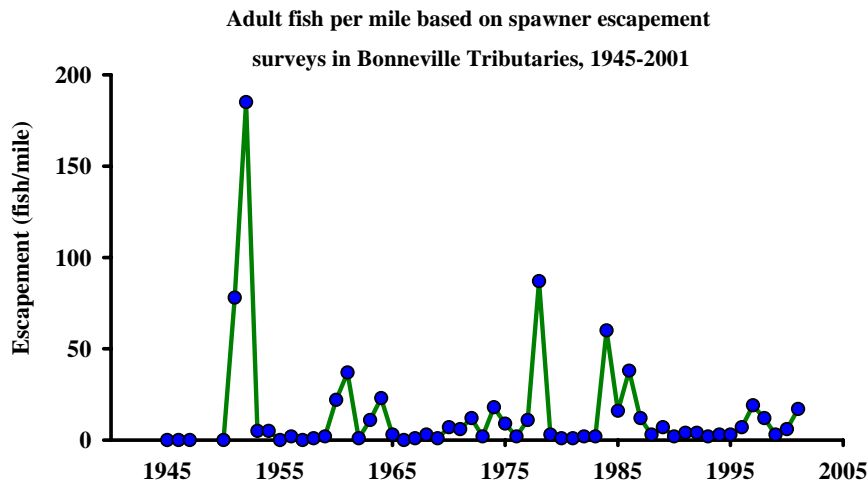 Adult fish per mile based on spawner escapement
surveys in Bonneville Tributaries, 1945-2001
200
150
100
50
0
Escapement (fish/mile)
1945 1955 1965 1975 1985 1995 2005